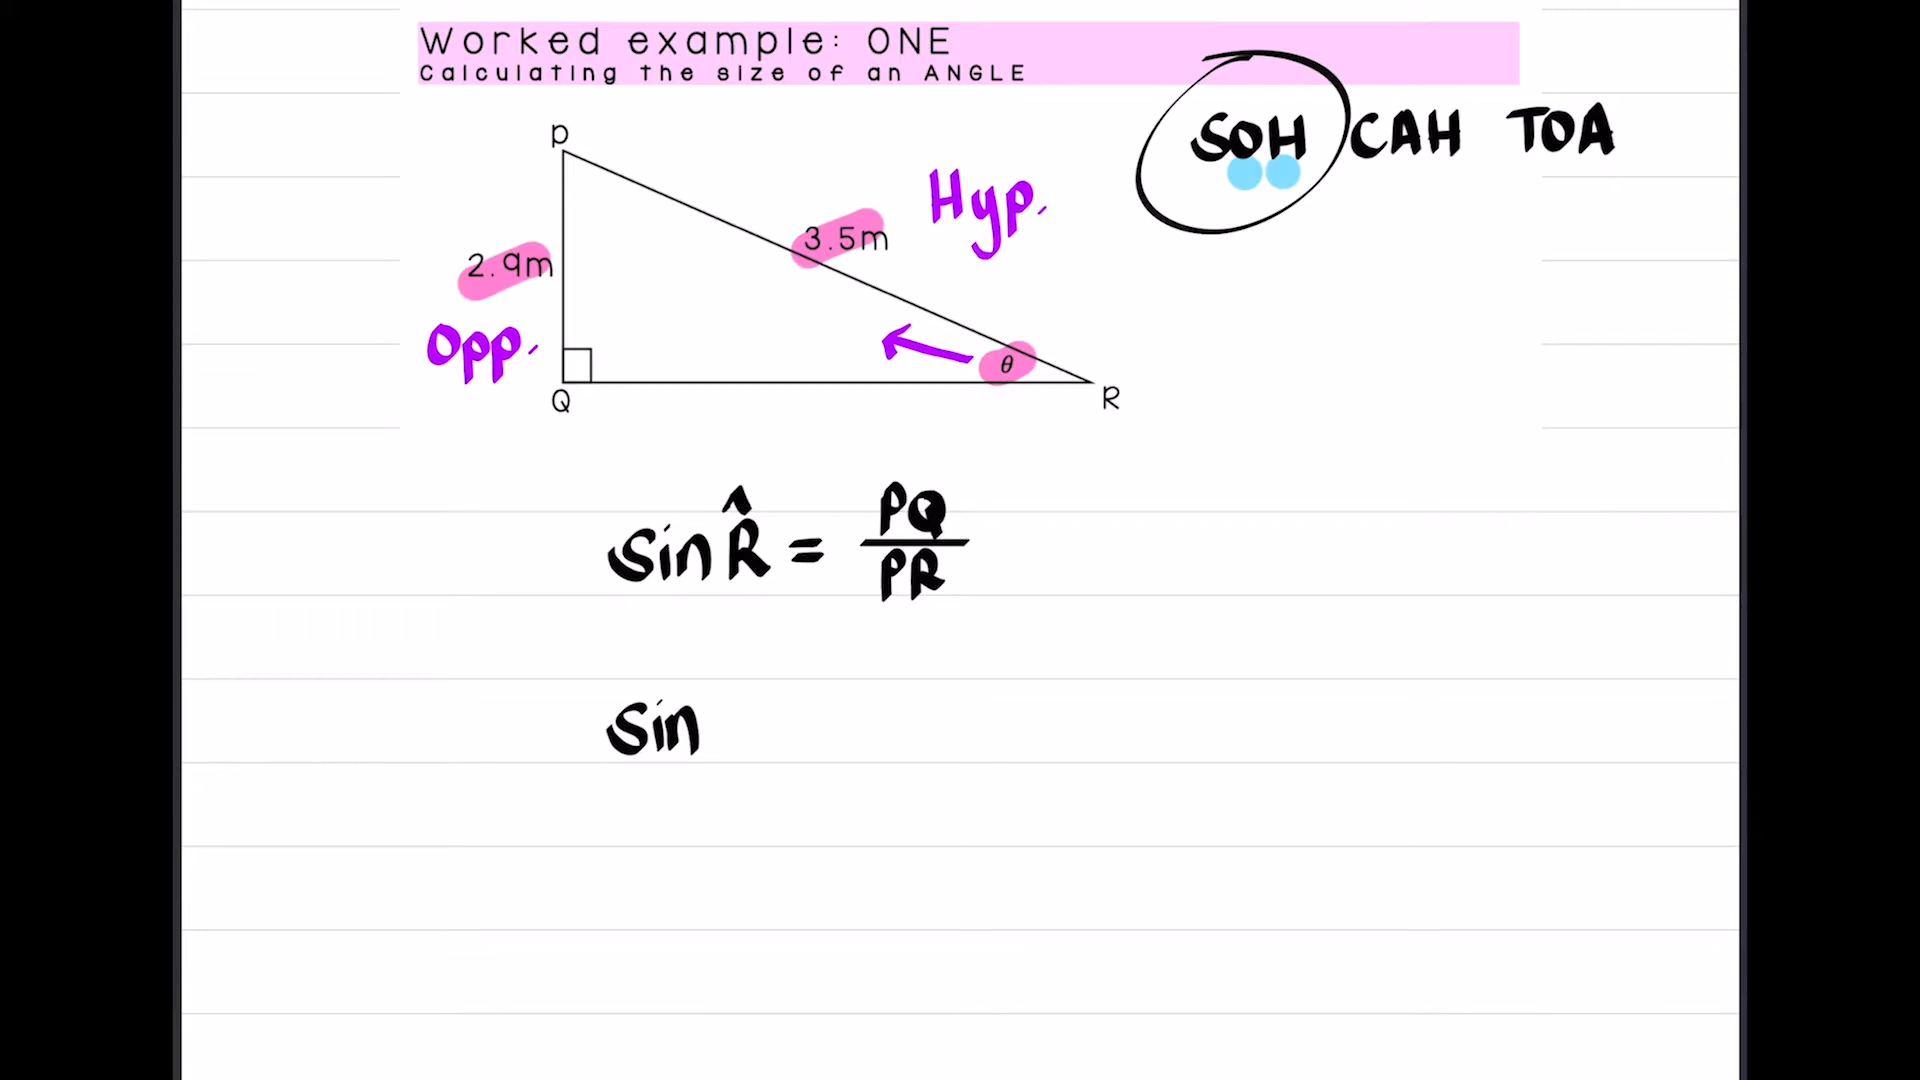 Worked example: ONE
Calculating the size of an ANGLE
SOH CAH TOA
P
Hyp.
3.5m
2.9m
Opp.
θ
Q
R
sin R̂ = PQ/PR
sin